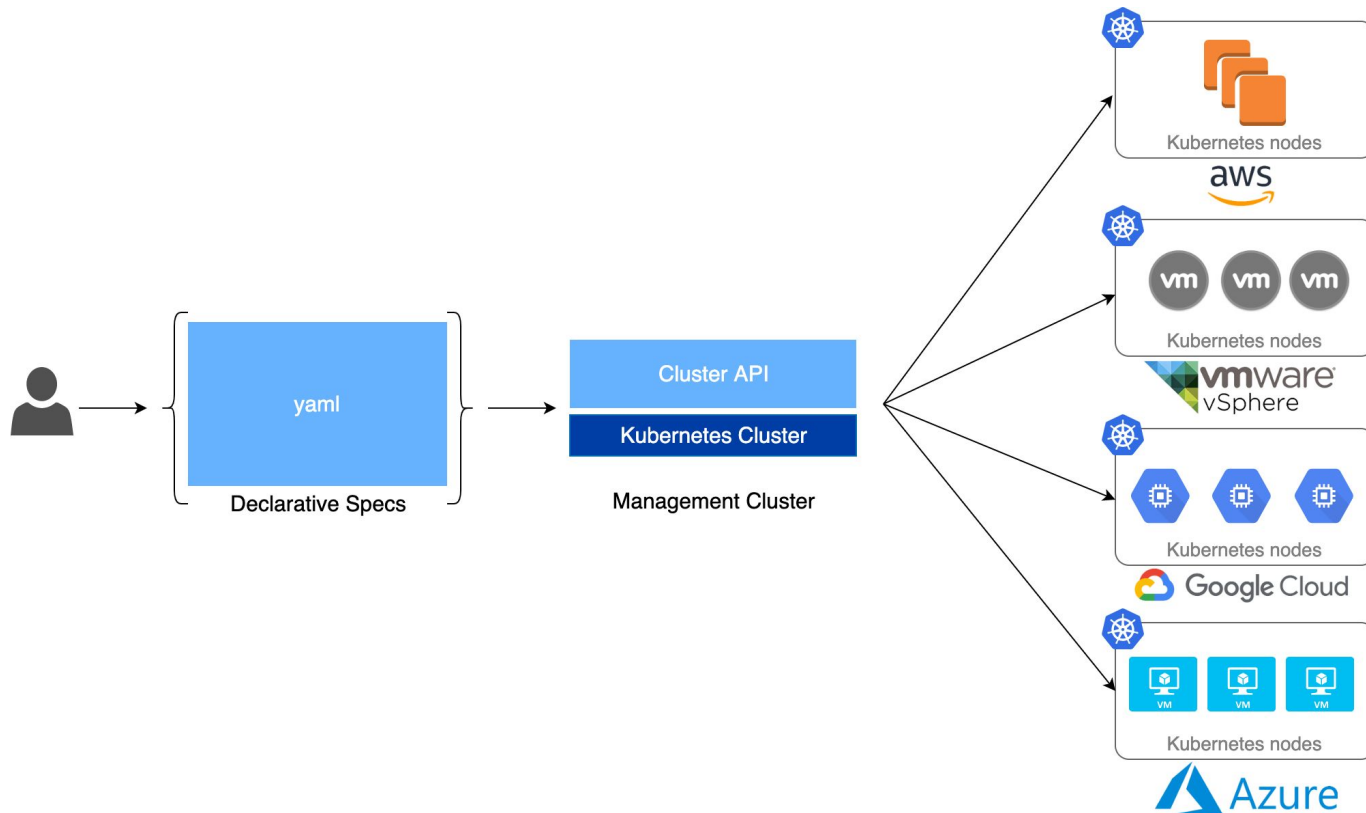 yaml
Declarative Specs
Cluster API
Kubernetes Cluster
Management Cluster
Kubernetes nodes
aws
vm vm vm
Kubernetes nodes
vmware®
vSphere
Kubernetes nodes
Google Cloud
VM VM VM
Kubernetes nodes
Azure